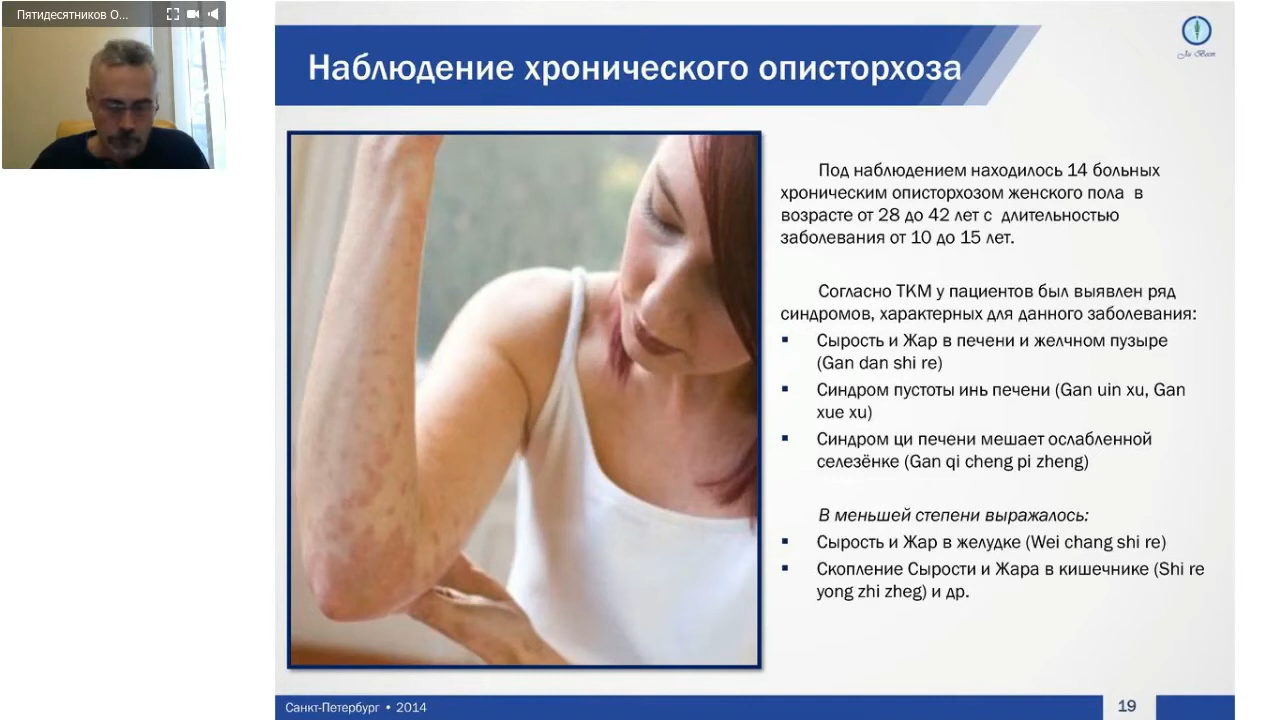 Пятидесятников О...
Наблюдение хронического описторхоза
Под наблюдением находилось 14 больных
хроническим описторхозом женского пола в
возрасте от 28 до 42 лет с длительностью
заболевания от 10 до 15 лет.
Согласно ТКМ у пациентов был выявлен ряд
синдромов, характерных для данного заболевания:
▪ Сырость и Жар в печени и желчном пузыре
(Gan dan shi re)
▪ Синдром пустоты инь печени (Gan uin xu, Gan
xue xu)
▪ Синдром ци печени мешает ослабленной
селезёнке (Gan qi cheng pi zheng)
В меньшей степени выражалось:
▪ Сырость и Жар в желудке (Wei chang shi re)
▪ Скопление Сырости и Жара в кишечнике (Shi re
yong zhi zheg) и др.
Санкт-Петербург • 2014
19